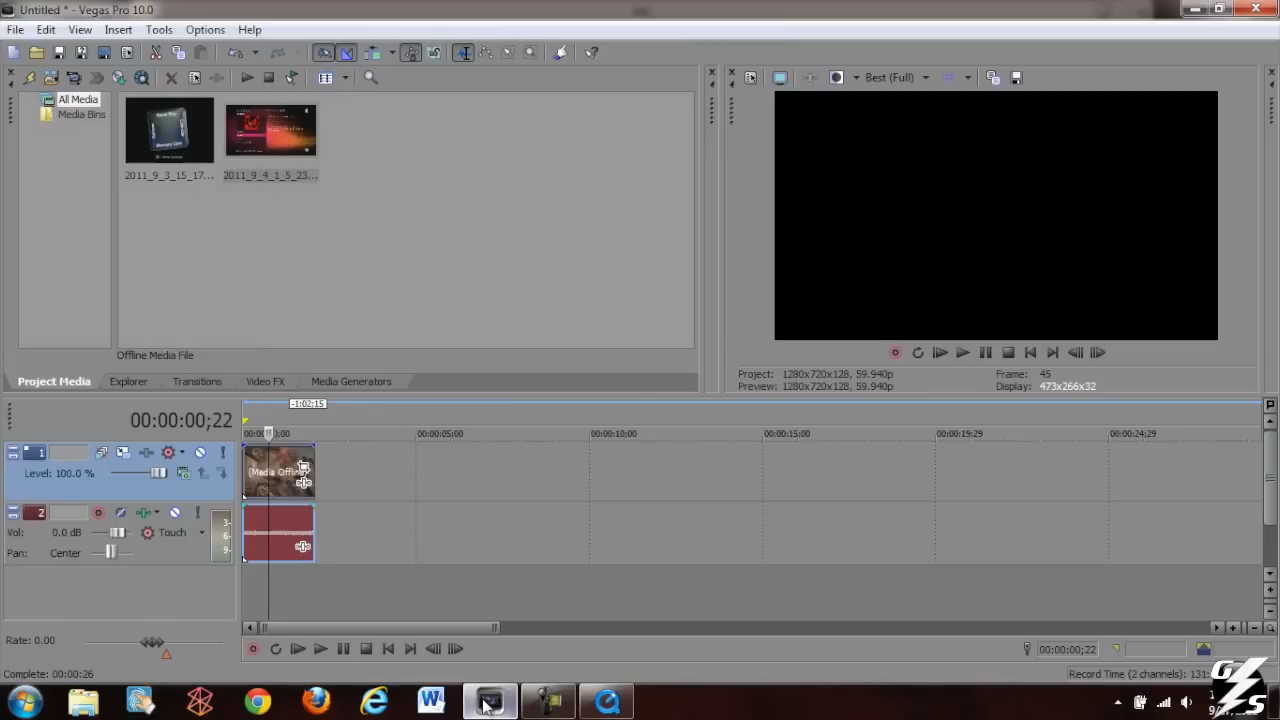 Untitled * - Vegas Pro 10.0
File Edit View Insert Tools Options Help
Best (Full)
All Media
Media Bins
2011_9_3_15_17...
2011_9_4_1_5_23...
Offline Media File
Project Media Explorer Transitions Video FX Media Generators
Project: 1280x720x128, 59.940p Frame: 45
Preview: 1280x720x128, 59.940p Display: 473x266x32
-1:02;15
00:00:00;22
00:00:05;00 00:00:10;00 00:00:15;00 00:00:19;29 00:00:24;29
1
Level: 100.0 %
(Media Offline
2
Vol: 0.0 dB Touch
Pan: Center
3-
6-
9-
Rate: 0.00
00:00:00;22
Complete: 00:00:26
Record Time (2 channels): 131:
G S